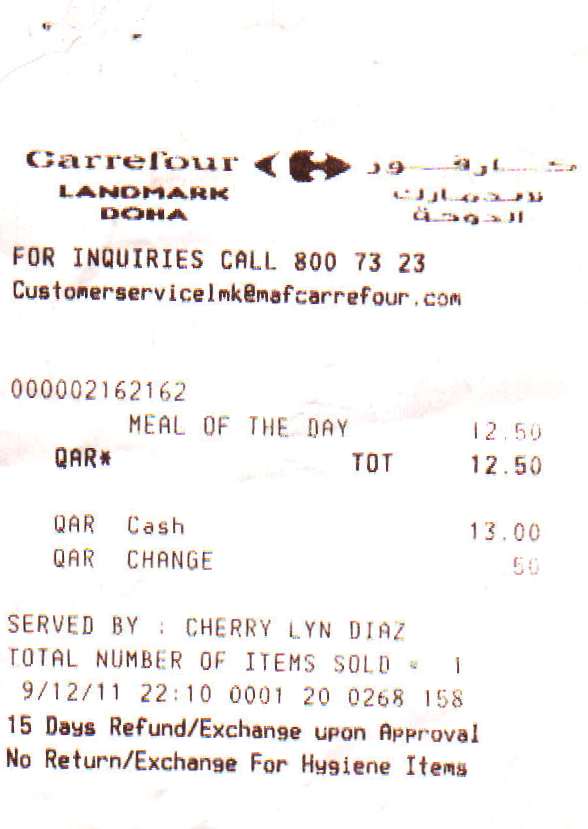 Carrefour كارفور
LANDMARK لاندمارك
DOHA الدوحة
FOR INQUIRIES CALL 800 73 23
Customerservicelmk@mafcarrefour.com
000002162162
MEAL OF THE DAY 12.50
QAR* TOT 12.50
QAR Cash 13.00
QAR CHANGE 50
SERVED BY : CHERRY LYN DIAZ
TOTAL NUMBER OF ITEMS SOLD = 1
9/12/11 22:10 0001 20 0268 158
15 Days Refund/Exchange upon Approval
No Return/Exchange For Hygiene Items